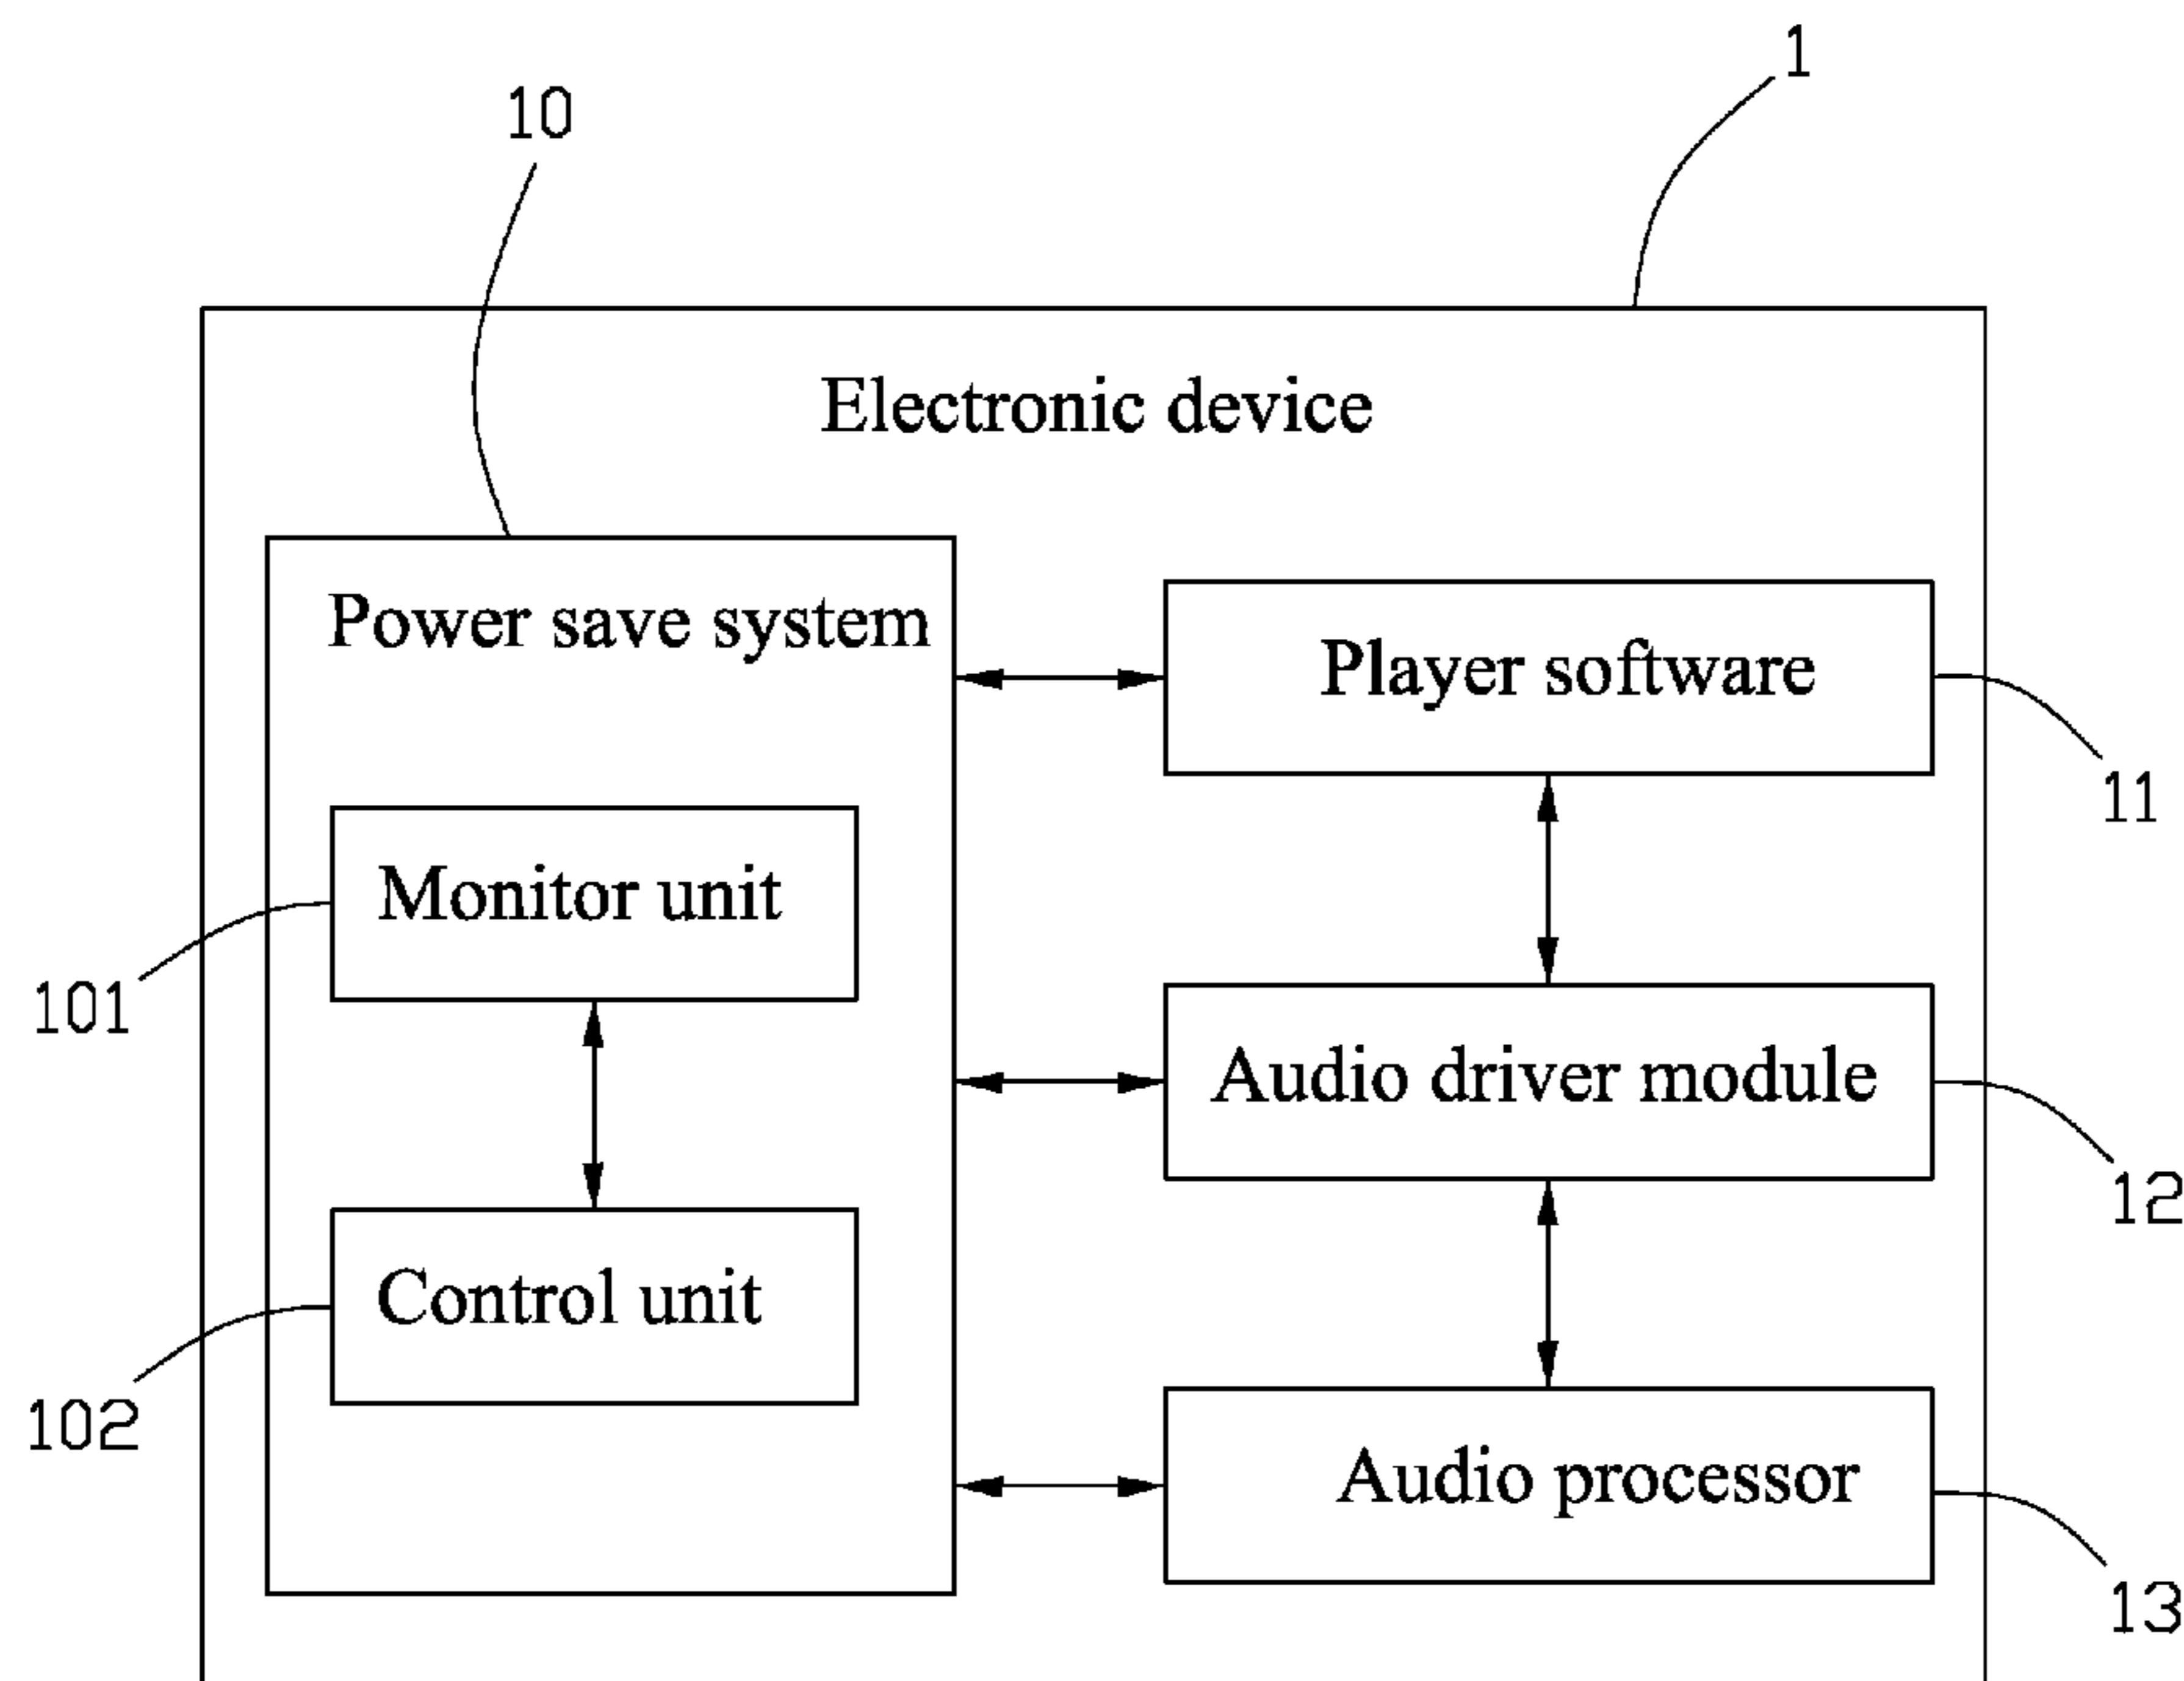 1
10
Electronic device
Power save system
Player software
11
Monitor unit
101
Audio driver module
12
Control unit
102
Audio processor
13